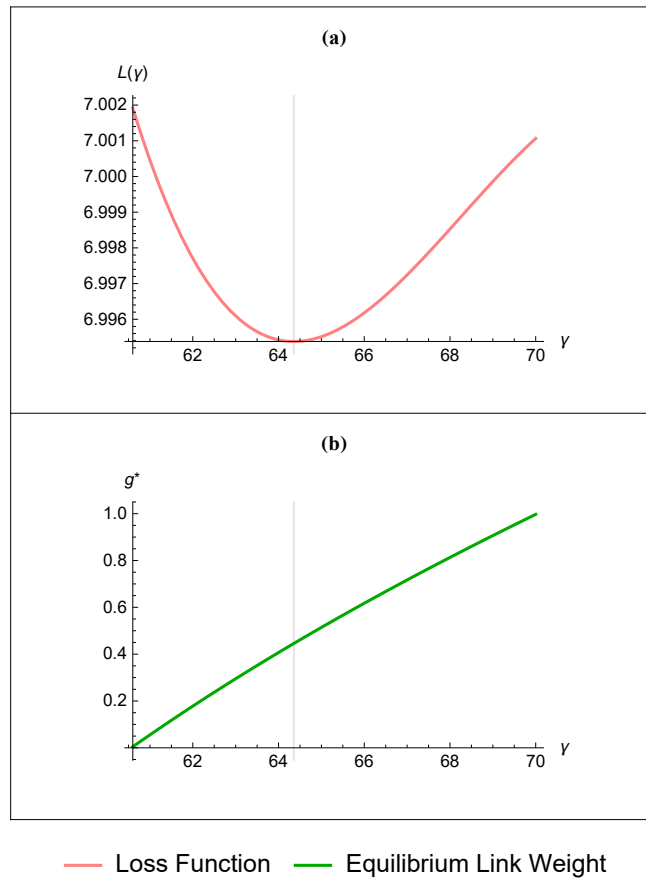 (a)
L(γ)
7.002
7.001
7.000
6.999
6.998
6.997
6.996
62 64 66 68 70 γ
(b)
g*
1.0
0.8
0.6
0.4
0.2
62 64 66 68 70 γ
Loss Function Equilibrium Link Weight